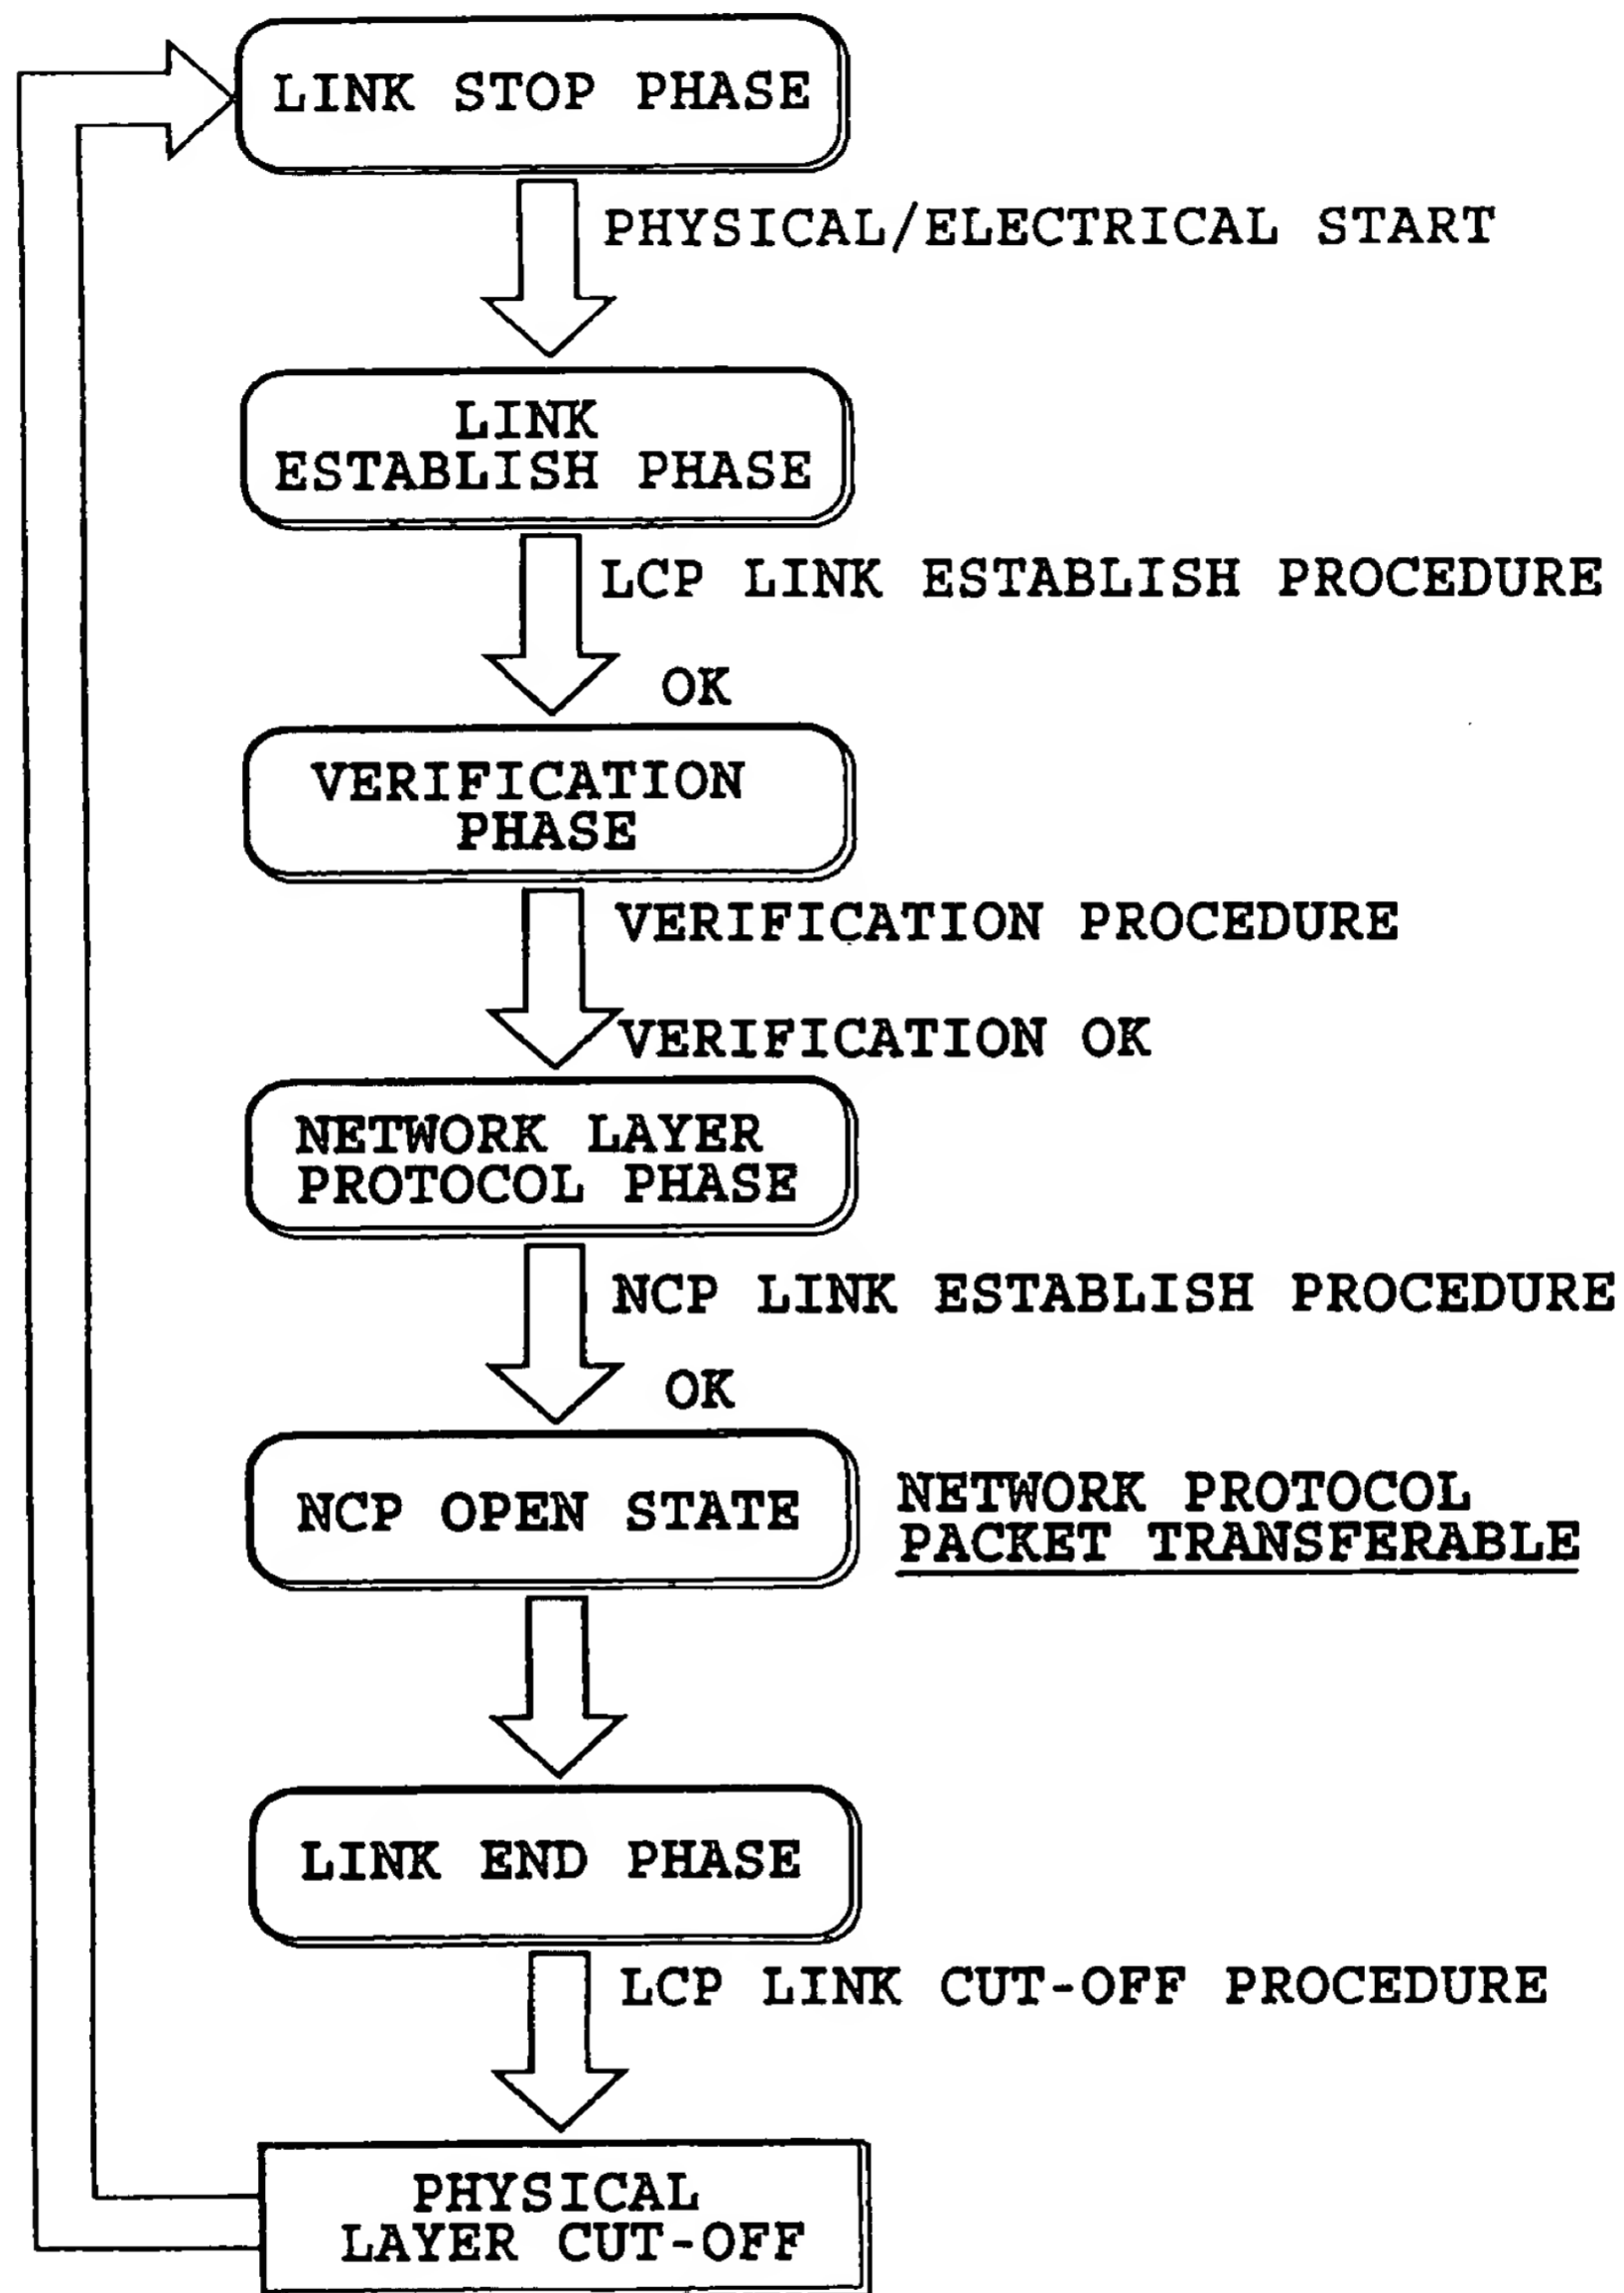 LINK STOP PHASE
PHYSICAL/ELECTRICAL START
LINK
ESTABLISH PHASE
LCP LINK ESTABLISH PROCEDURE
OK
VERIFICATION
PHASE
VERIFICATION PROCEDURE
VERIFICATION OK
NETWORK LAYER
PROTOCOL PHASE
NCP LINK ESTABLISH PROCEDURE
OK
NCP OPEN STATE
NETWORK PROTOCOL
PACKET TRANSFERABLE
LINK END PHASE
LCP LINK CUT-OFF PROCEDURE
PHYSICAL
LAYER CUT-OFF